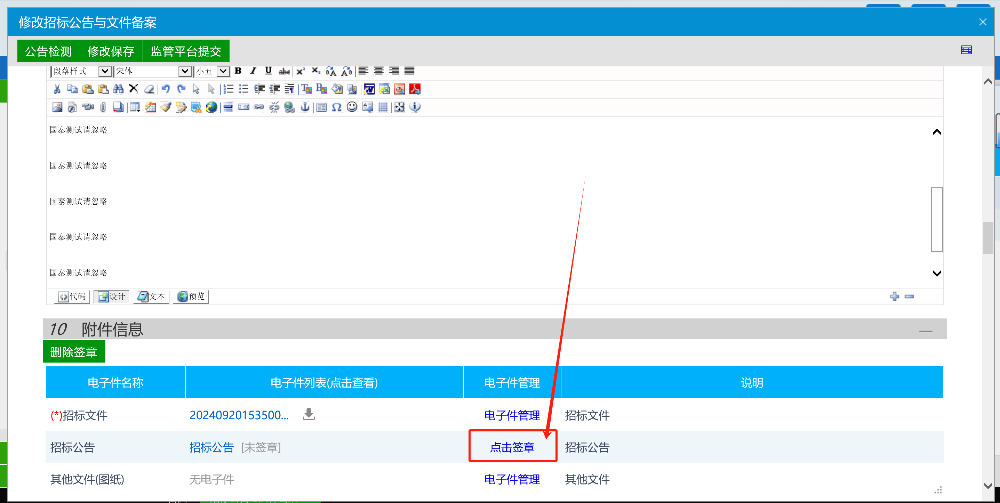 修改招标公告与文件备案
公告检测 修改保存 监管平台提交
段落样式 宋体 小五
国泰测试请忽略
国泰测试请忽略
国泰测试请忽略
国泰测试请忽略
国泰测试请忽略
代码 设计 文本 预览
10 附件信息
删除签章
电子件名称 电子件列表(点击查看) 电子件管理 说明
(*)招标文件 20240920153500... 电子件管理 招标文件
招标公告 招标公告 [未签章] 点击签章 招标公告
其他文件(图纸) 无电子件 电子件管理 其他文件